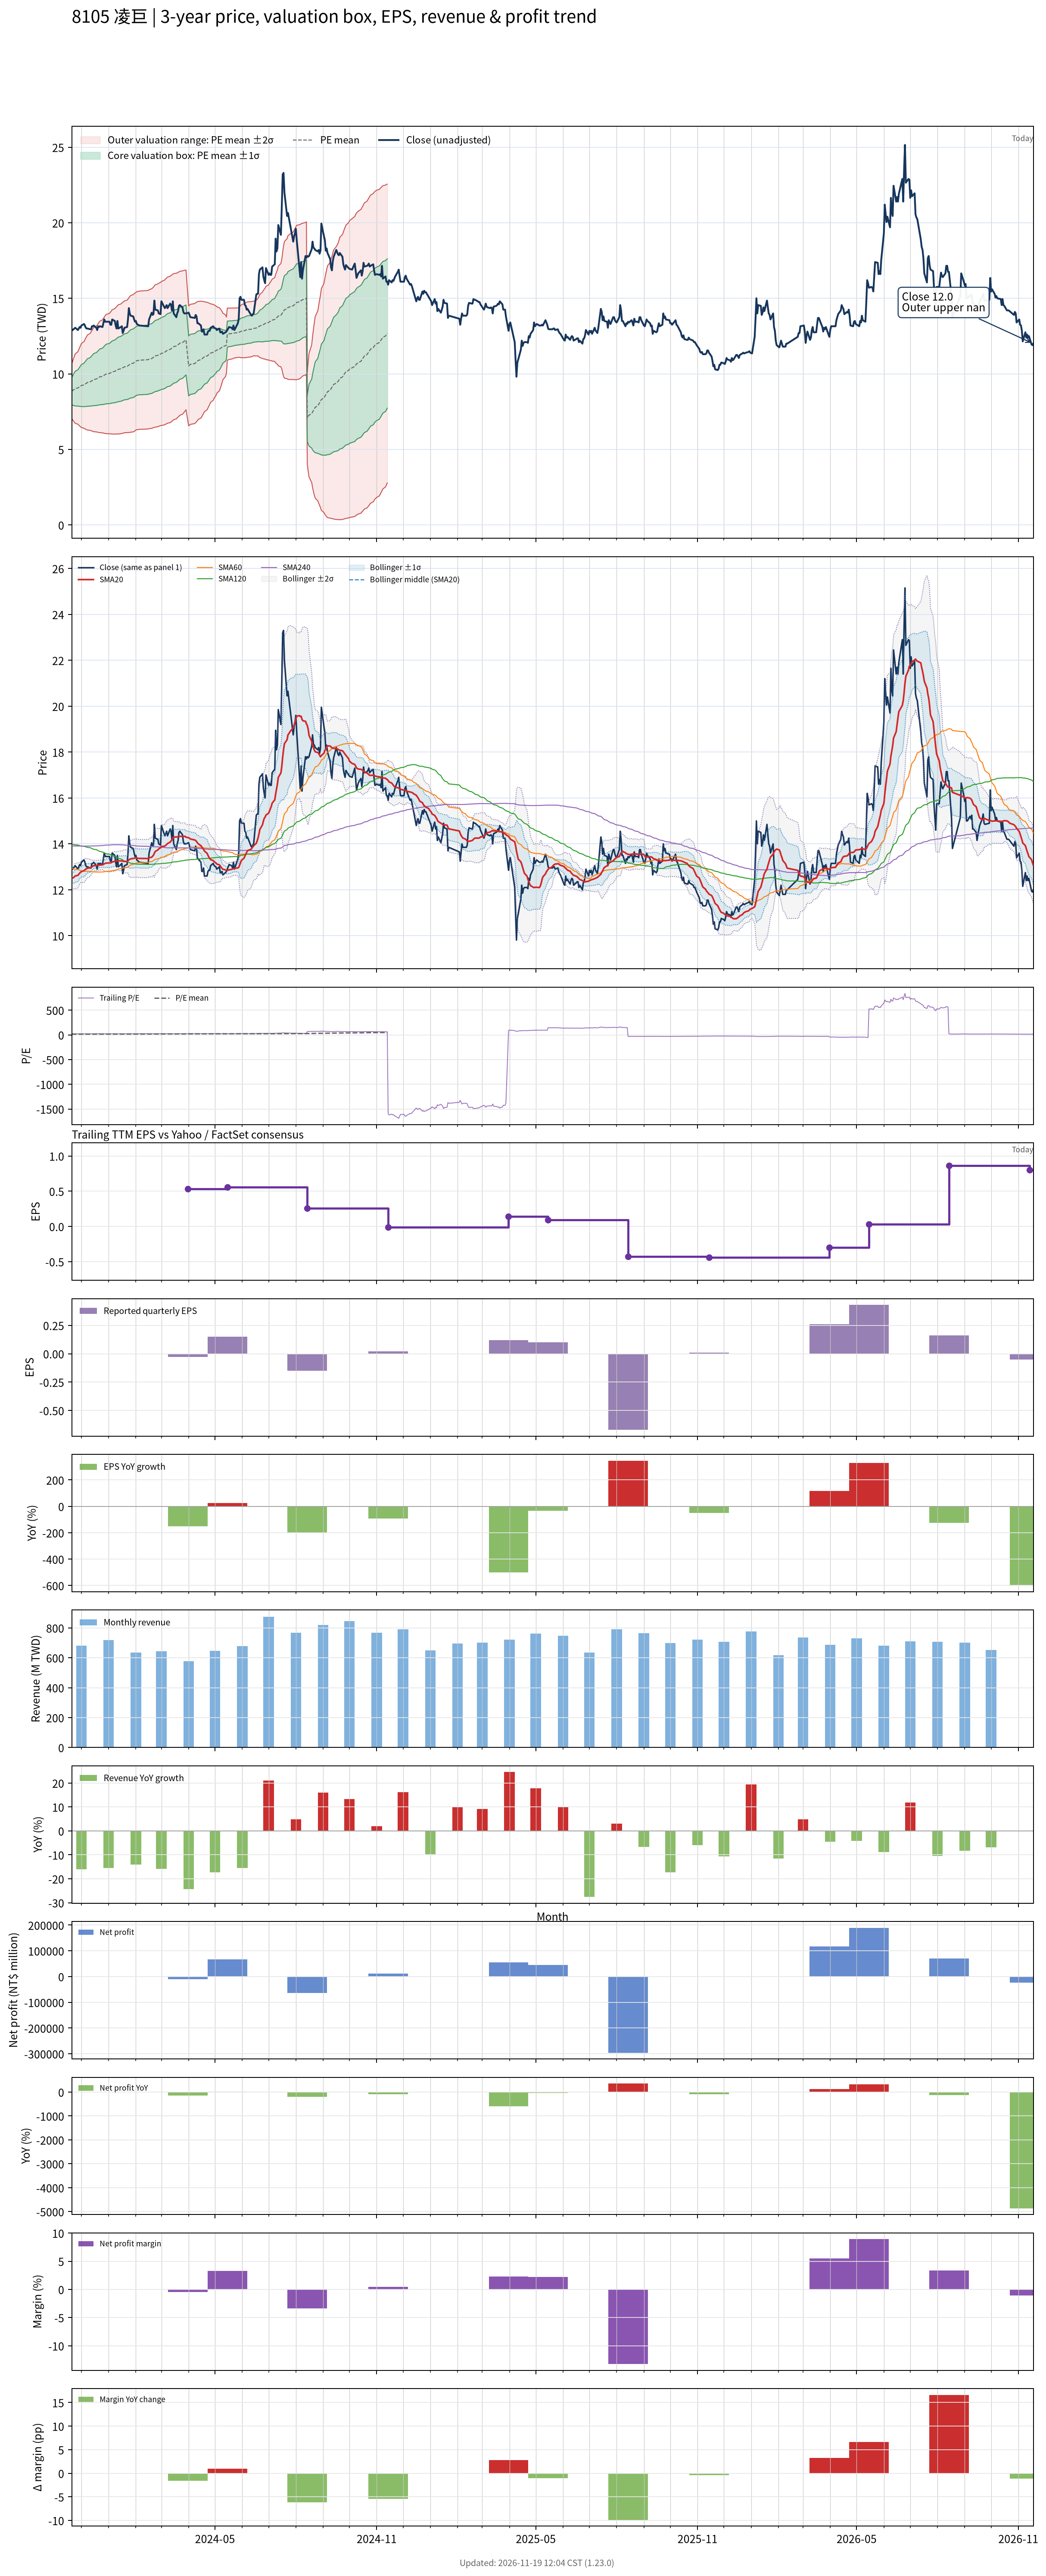 8105 凌巨 | 3-year price, valuation box, EPS, revenue & profit trend
Outer valuation range: PE mean ±2σ
PE mean
Close (unadjusted)
Core valuation box: PE mean ±1σ
Today
Price (TWD)
25
20
15
10
5
0
Close 12.0
Outer upper nan
Close (same as panel 1)
SMA20
SMA60
SMA120
SMA240
Bollinger ±2σ
Bollinger ±1σ
Bollinger middle (SMA20)
Price
26
24
22
20
18
16
14
12
10
Trailing P/E
P/E mean
P/E
500
0
-500
-1000
-1500
Trailing TTM EPS vs Yahoo / FactSet consensus
Today
EPS
1.0
0.5
0.0
-0.5
Reported quarterly EPS
EPS
0.25
0.00
-0.25
-0.50
EPS YoY growth
YoY (%)
200
0
-200
-400
-600
Monthly revenue
Revenue (M TWD)
800
600
400
200
0
Revenue YoY growth
YoY (%)
20
10
0
-10
-20
-30
Month
Net profit
Net profit (NT$ million)
200000
100000
0
-100000
-200000
-300000
Net profit YoY
YoY (%)
0
-1000
-2000
-3000
-4000
-5000
Net profit margin
Margin (%)
10
5
0
-5
-10
Margin YoY change
Δ margin (pp)
15
10
5
0
-5
-10
2024-05
2024-11
2025-05
2025-11
2026-05
2026-11
Updated: 2026-11-19 12:04 CST (1.23.0)